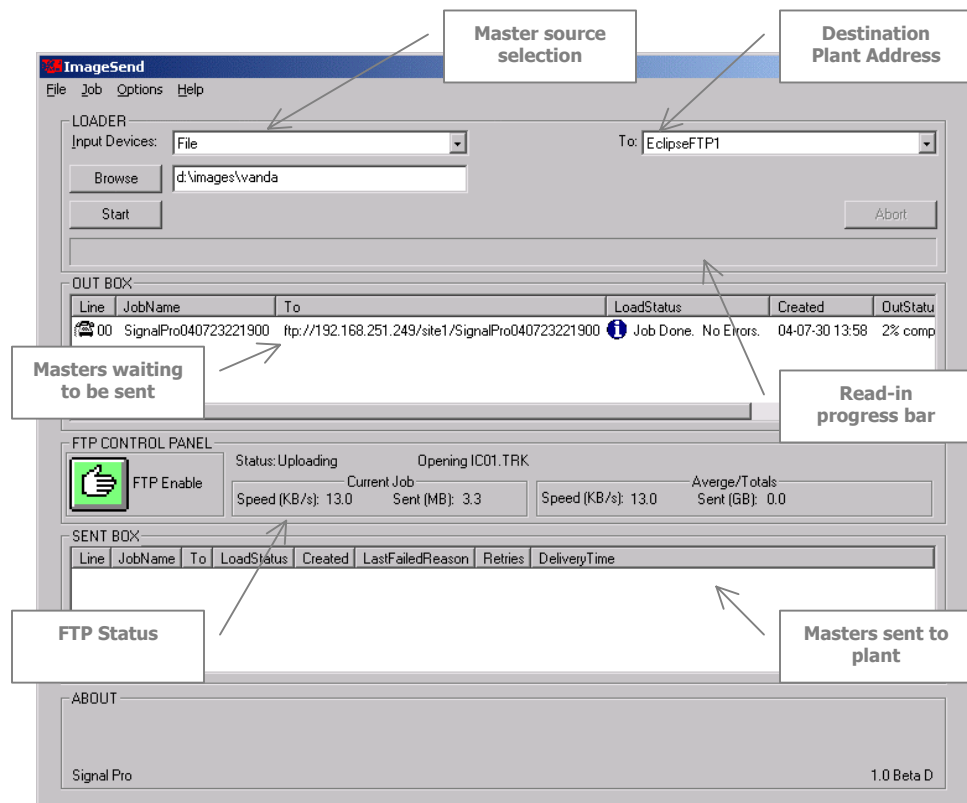 Master source
selection
Destination
Plant Address
ImageSend
File Job Options Help
LOADER
Input Devices: File To: EclipseFTP1
Browse d:\images\vanda
Start Abort
OUT BOX
Line JobName To LoadStatus Created OutStatu
00 SignalPro040723221900 ftp://192.168.251.249/site1/SignalPro040723221900 Job Done. No Errors. 04-07-30 13:58 2% comp
Masters waiting
to be sent
Read-in
progress bar
FTP CONTROL PANEL
FTP Enable
Status: Uploading Opening IC01.TRK
Current Job Averge/Totals
Speed (KB/s): 13.0 Sent (MB): 3.3 Speed (KB/s): 13.0 Sent (GB): 0.0
SENT BOX
Line JobName To LoadStatus Created LastFailedReason Retries DeliveryTime
FTP Status
Masters sent to
plant
ABOUT
Signal Pro 1.0 Beta D